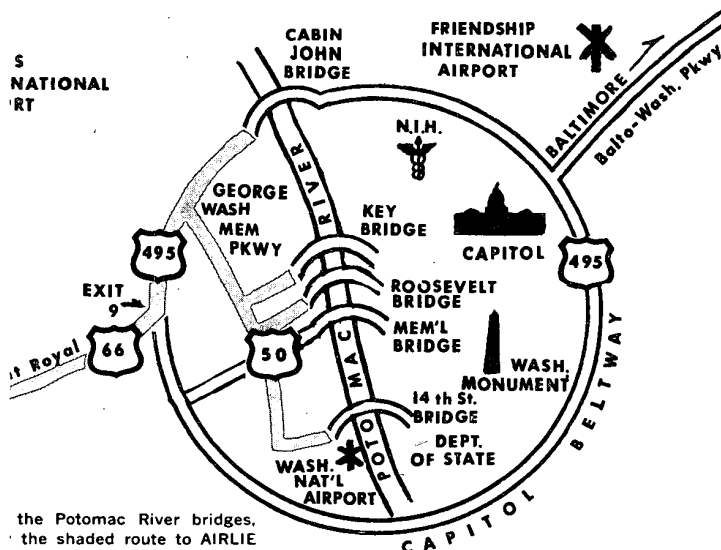 S
NATIONAL
RT
CABIN
JOHN
BRIDGE
FRIENDSHIP
INTERNATIONAL
AIRPORT
BALTIMORE
Balto-Wash. Pkwy
N.I.H.
RIVER
GEORGE
WASH
MEM
PKWY
KEY
BRIDGE
CAPITOL
495
495
EXIT
9
ROOSEVELT
BRIDGE
MEM'L
BRIDGE
66
t Royal
50
WASH.
MONUMENT
POTOMAC
14 th St.
BRIDGE
DEPT.
OF STATE
WASH.
NAT'L
AIRPORT
CAPITOL BELTWAY
the Potomac River bridges,
the shaded route to AIRLIE